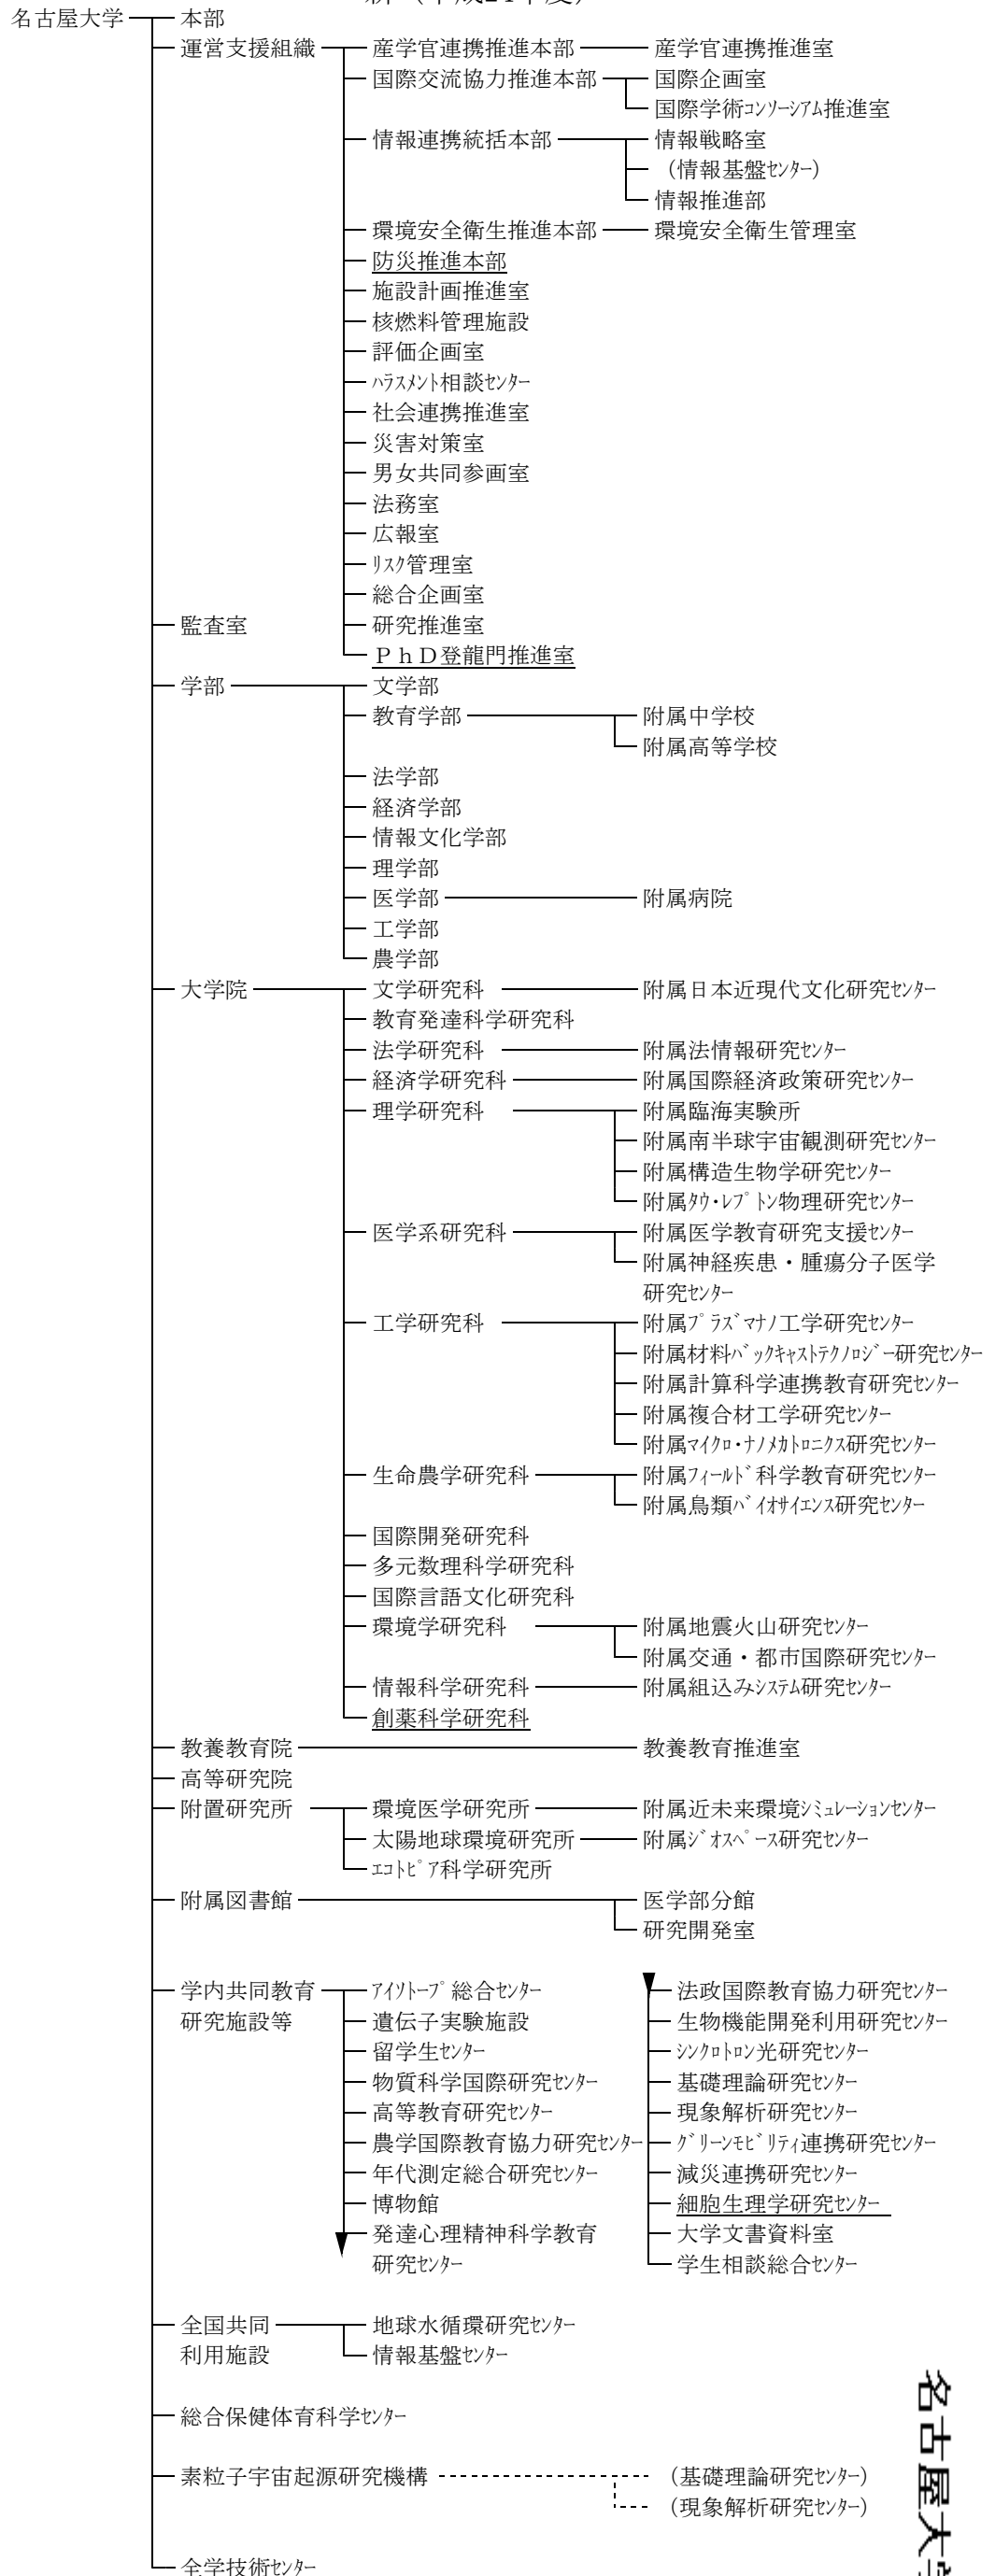 新（平成24年度）
名古屋大学 本部
運営支援組織 産学官連携推進本部 産学官連携推進室
国際交流協力推進本部 国際企画室
国際学術ｺﾝｿｰｼｱﾑ推進室
情報連携統括本部 情報戦略室
（情報基盤ｾﾝﾀｰ）
情報推進部
環境安全衛生推進本部 環境安全衛生管理室
防災推進本部
施設計画推進室
核燃料管理施設
評価企画室
ﾊﾗｽﾒﾝﾄ相談ｾﾝﾀｰ
社会連携推進室
災害対策室
男女共同参画室
法務室
広報室
ﾘｽｸ管理室
総合企画室
監査室 研究推進室
ＰｈＤ登龍門推進室
学部 文学部
教育学部 附属中学校
附属高等学校
法学部
経済学部
情報文化学部
理学部
医学部 附属病院
工学部
農学部
大学院 文学研究科 附属日本近現代文化研究ｾﾝﾀｰ
教育発達科学研究科
法学研究科 附属法情報研究ｾﾝﾀｰ
経済学研究科 附属国際経済政策研究ｾﾝﾀｰ
理学研究科 附属臨海実験所
附属南半球宇宙観測研究ｾﾝﾀｰ
附属構造生物学研究ｾﾝﾀｰ
附属ﾀｳ･ﾚﾌﾟﾄﾝ物理研究ｾﾝﾀｰ
医学系研究科 附属医学教育研究支援ｾﾝﾀｰ
附属神経疾患・腫瘍分子医学
研究ｾﾝﾀｰ
工学研究科 附属ﾌﾟﾗｽﾞﾏﾅﾉ工学研究ｾﾝﾀｰ
附属材料ﾊﾞｯｸｷｬｽﾄﾃｸﾉﾛｼﾞｰ研究ｾﾝﾀｰ
附属計算科学連携教育研究ｾﾝﾀｰ
附属複合材工学研究ｾﾝﾀｰ
附属ﾏｲｸﾛ･ﾅﾉﾒｶﾄﾛﾆｸｽ研究ｾﾝﾀｰ
生命農学研究科 附属ﾌｨｰﾙﾄﾞ科学教育研究ｾﾝﾀｰ
附属鳥類ﾊﾞｲｵｻｲｴﾝｽ研究ｾﾝﾀｰ
国際開発研究科
多元数理科学研究科
国際言語文化研究科
環境学研究科 附属地震火山研究ｾﾝﾀｰ
附属交通・都市国際研究ｾﾝﾀｰ
情報科学研究科 附属組込みｼｽﾃﾑ研究ｾﾝﾀｰ
創薬科学研究科
教養教育院 教養教育推進室
高等研究院
附置研究所 環境医学研究所 附属近未来環境ｼﾐｭﾚｰｼｮﾝｾﾝﾀｰ
太陽地球環境研究所 附属ｼﾞｵｽﾍﾟｰｽ研究ｾﾝﾀｰ
ｴｺﾄﾋﾟｱ科学研究所
附属図書館 医学部分館
研究開発室
学内共同教育 ｱｲｿﾄｰﾌﾟ総合ｾﾝﾀｰ 法政国際教育協力研究ｾﾝﾀｰ
研究施設等 遺伝子実験施設 生物機能開発利用研究ｾﾝﾀｰ
留学生ｾﾝﾀｰ ｼﾝｸﾛﾄﾛﾝ光研究ｾﾝﾀｰ
物質科学国際研究ｾﾝﾀｰ 基礎理論研究ｾﾝﾀｰ
高等教育研究ｾﾝﾀｰ 現象解析研究ｾﾝﾀｰ
農学国際教育協力研究ｾﾝﾀｰ ｸﾞﾘｰﾝﾓﾋﾞﾘﾃｨ連携研究ｾﾝﾀｰ
年代測定総合研究ｾﾝﾀｰ 減災連携研究ｾﾝﾀｰ
博物館 細胞生理学研究ｾﾝﾀｰ
発達心理精神科学教育 大学文書資料室
研究ｾﾝﾀｰ 学生相談総合ｾﾝﾀｰ
全国共同 地球水循環研究ｾﾝﾀｰ
利用施設 情報基盤ｾﾝﾀｰ
総合保健体育科学ｾﾝﾀｰ
素粒子宇宙起源研究機構 （基礎理論研究ｾﾝﾀｰ）
（現象解析研究ｾﾝﾀｰ）
全学技術ｾﾝﾀｰ
名古屋大学